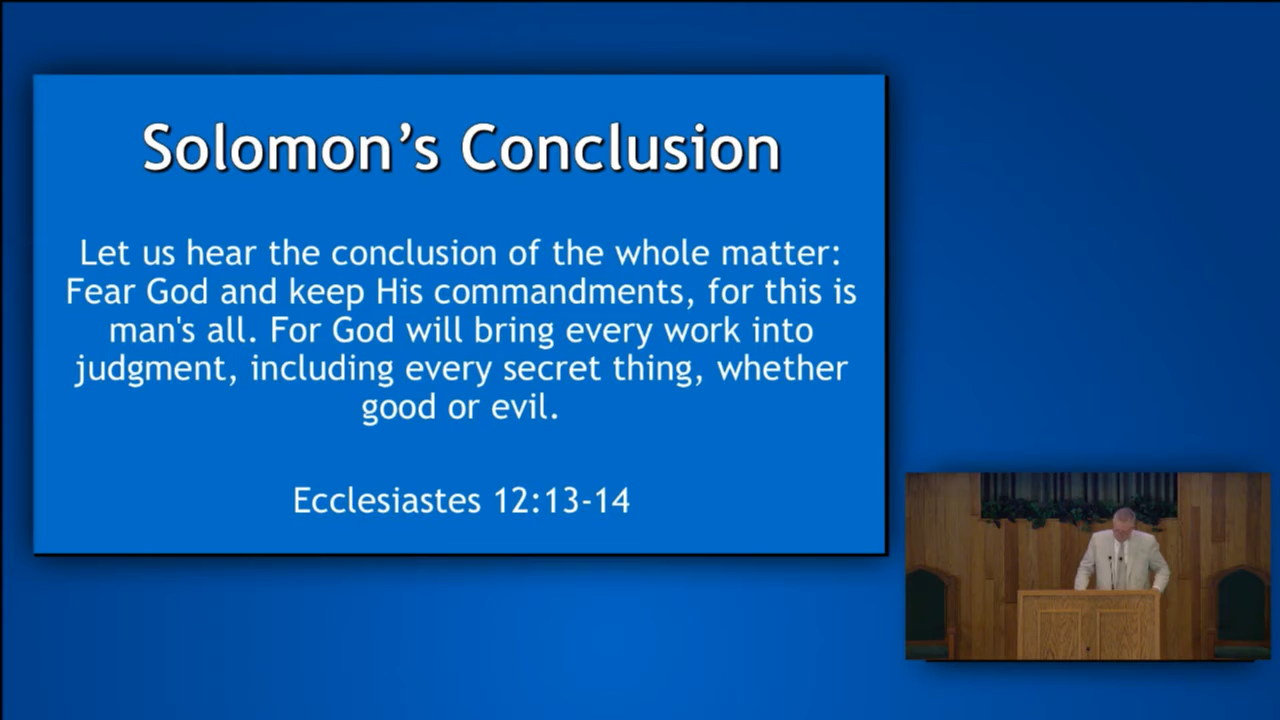 Solomon’s Conclusion
Let us hear the conclusion of the whole matter:
Fear God and keep His commandments, for this is
man's all. For God will bring every work into
judgment, including every secret thing, whether
good or evil.
Ecclesiastes 12:13-14